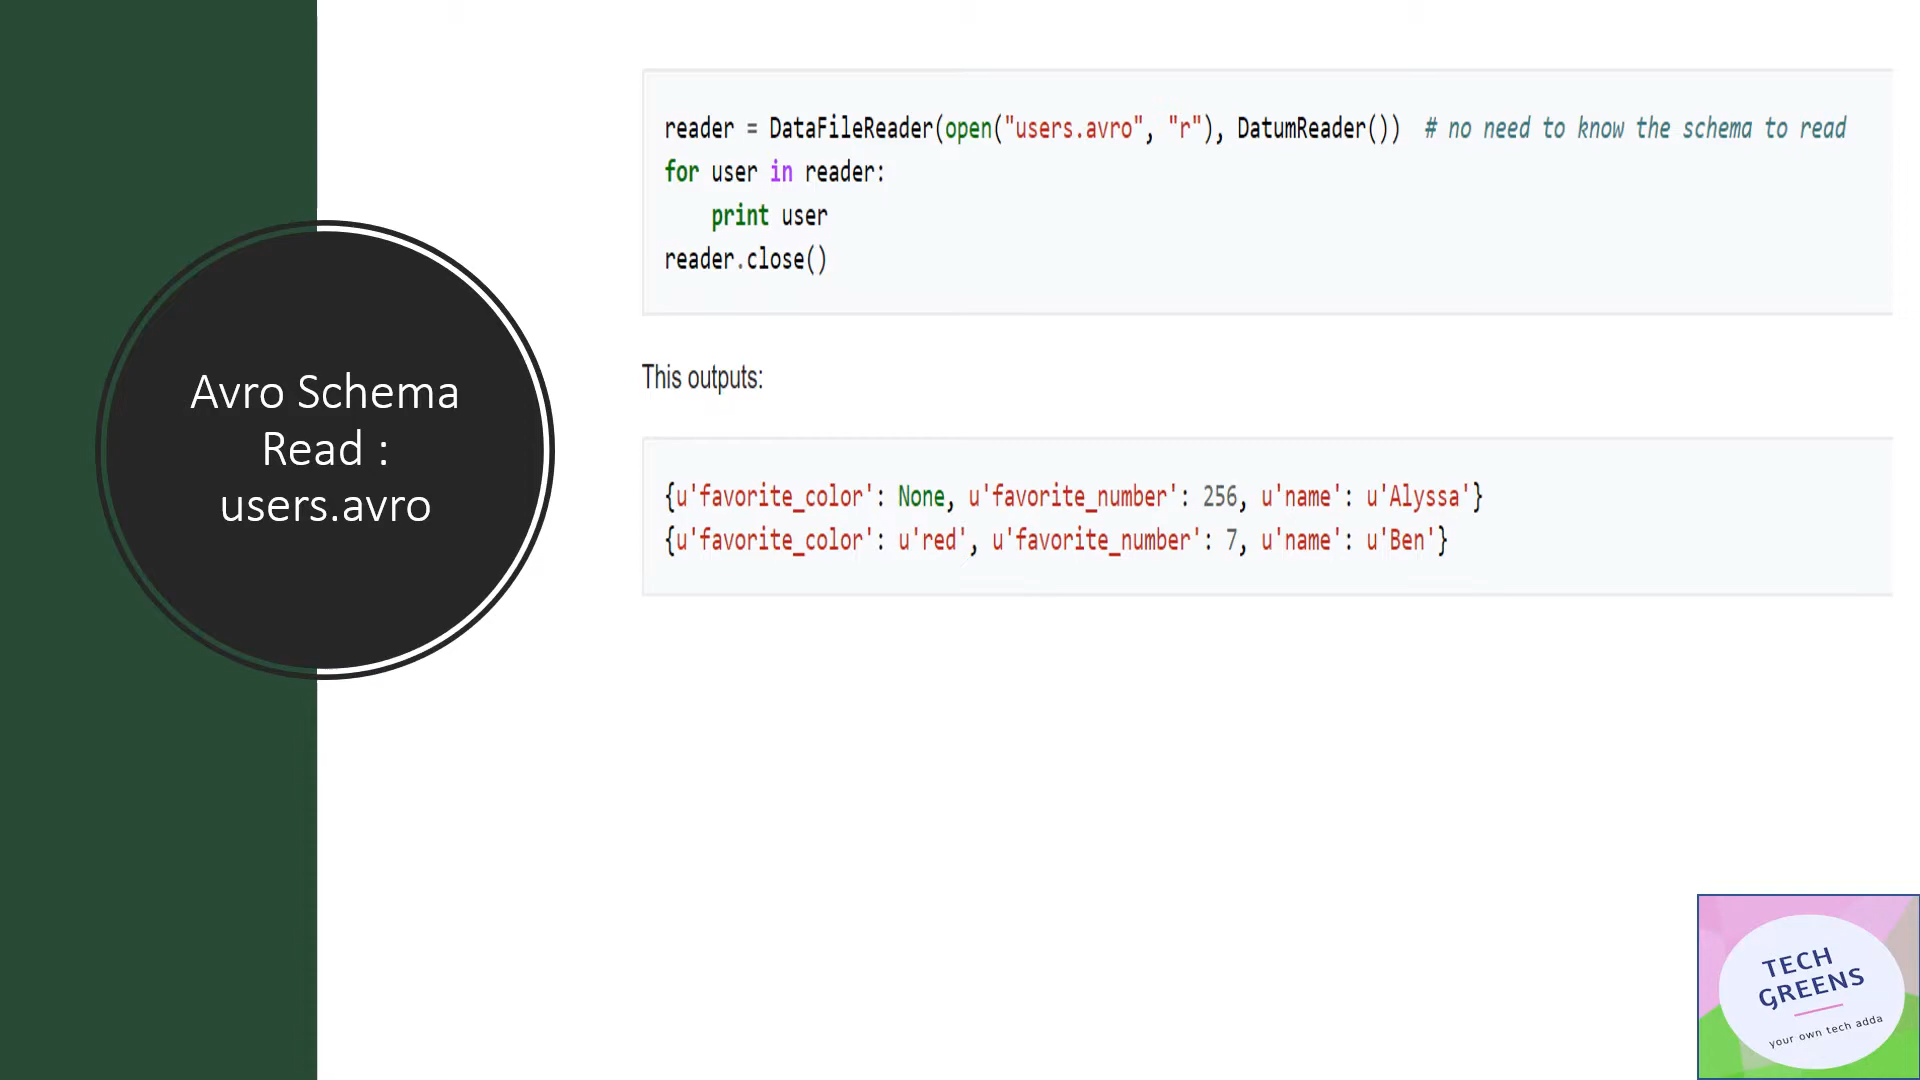 Avro Schema
Read :
users.avro
reader = DataFileReader(open("users.avro", "r"), DatumReader())  # no need to know the schema to read
for user in reader:
    print user
reader.close()
This outputs:
{u'favorite_color': None, u'favorite_number': 256, u'name': u'Alyssa'}
{u'favorite_color': u'red', u'favorite_number': 7, u'name': u'Ben'}
TECH
GREENS
your own tech adda